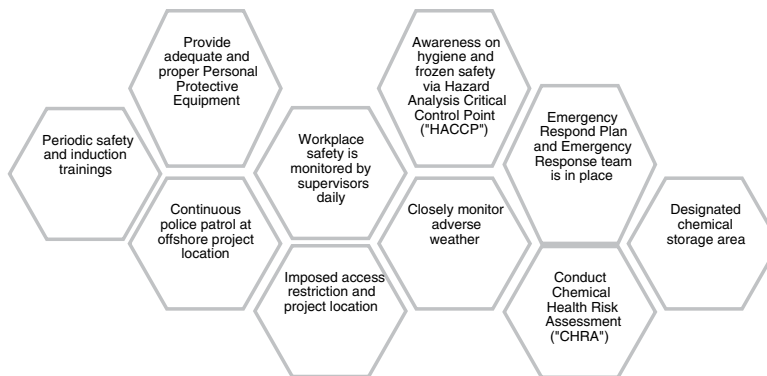 Provide
adequate and
proper Personal
Protective
Equipment
Awareness on
hygiene and
frozen safety
via Hazard
Analysis Critical
Control Point
("HACCP")
Periodic safety
and induction
trainings
Workplace
safety is
monitored by
supervisors
daily
Emergency
Respond Plan
and Emergency
Response team
is in place
Continuous
police patrol at
offshore project
location
Closely monitor
adverse
weather
Designated
chemical
storage area
Imposed access
restriction and
project location
Conduct
Chemical
Health Risk
Assessment
("CHRA")